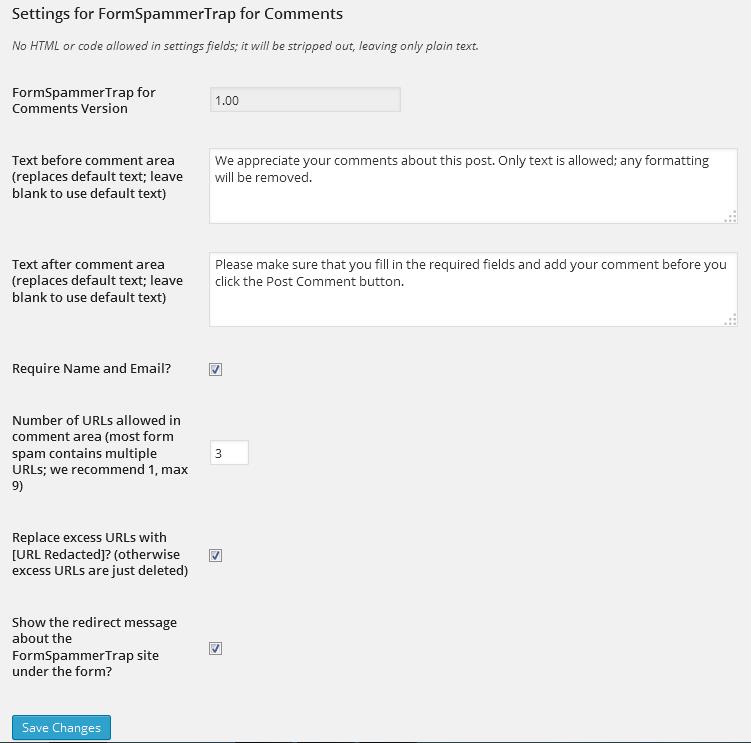 Settings for FormSpammerTrap for Comments
No HTML or code allowed in settings fields; it will be stripped out, leaving only plain text.
FormSpammerTrap for
Comments Version
1.00
Text before comment area
(replaces default text; leave
blank to use default text)
We appreciate your comments about this post. Only text is allowed; any formatting
will be removed.
Text after comment area
(replaces default text; leave
blank to use default text)
Please make sure that you fill in the required fields and add your comment before you
click the Post Comment button.
Require Name and Email?
Number of URLs allowed in
comment area (most form
spam contains multiple
URLs; we recommend 1, max
9)
3
Replace excess URLs with
[URL Redacted]? (otherwise
excess URLs are just deleted)
Show the redirect message
about the
FormSpammerTrap site
under the form?
Save Changes